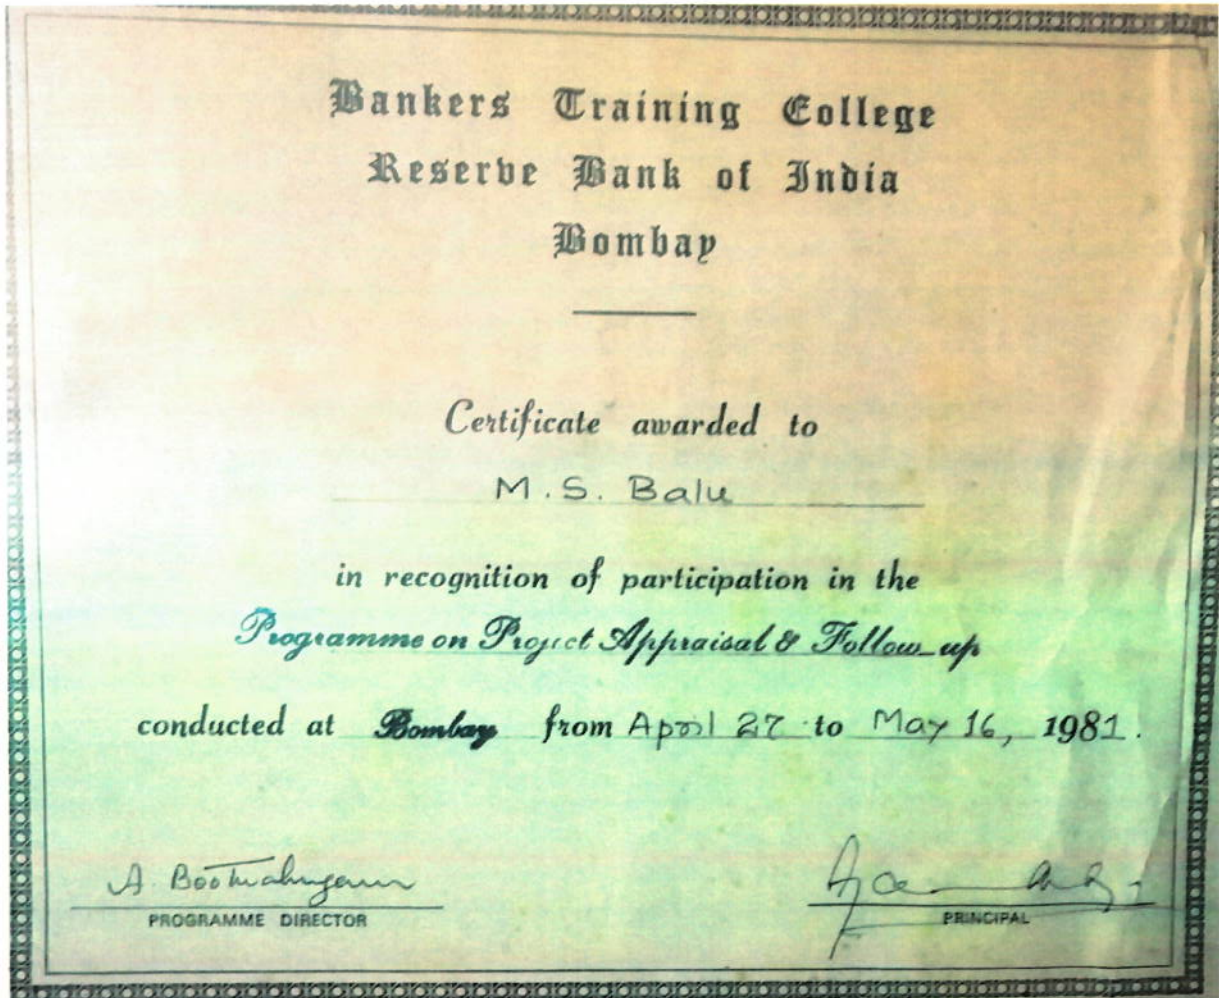 Bankers Training College
Reserve Bank of India
Bombay
Certificate awarded to
M.S. Balu
in recognition of participation in the
Programme on Project Appraisal & Follow-up
conducted at Bombay from April 27 to May 16, 1981.
A.
PROGRAMME DIRECTOR
PRINCIPAL